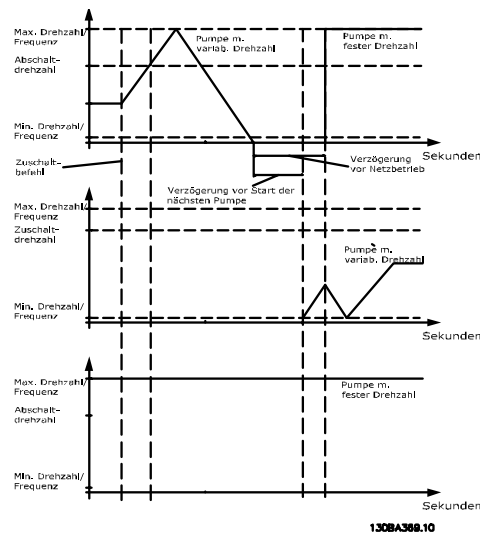 Max. Drehzahl/
Frequenz
Abschalt-
drehzahl
Pumpe m.
variab. Drehzahl
Pumpe m.
fester Drehzahl
Min. Drehzahl/
Frequenz
Sekunden
Zuschalt-
befehl
Verzögerung
vor Netzbetrieb
Verzögerung vor Start der
nächsten Pumpe
Max. Drehzahl/
Frequenz
Zuschalt-
drehzahl
Pumpe m.
variab. Drehzahl
Min. Drehzahl/
Frequenz
Sekunden
Max. Drehzahl/
Frequenz
Pumpe m.
fester Drehzahl
Abschalt-
drehzahl
Min. Drehzahl/
Frequenz
Sekunden
130BA369.10